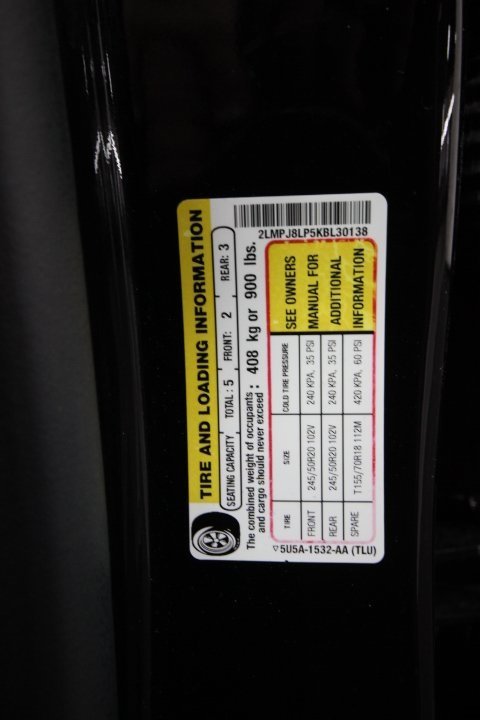 TIRE AND LOADING INFORMATION
SEATING CAPACITY TOTAL : 5 FRONT: 2 REAR: 3
The combined weight of occupants
and cargo should never exceed : 408 kg or 900 lbs.
2LMPJ8LP5KBL30138
TIRE SIZE COLD TIRE PRESSURE SEE OWNERS
FRONT 245/50R20 102V 240 KPA, 35 PSI MANUAL FOR
REAR 245/50R20 102V 240 KPA, 35 PSI ADDITIONAL
SPARE T155/70R18 112M 420 KPA, 60 PSI INFORMATION
5U5A-1532-AA (TLU)